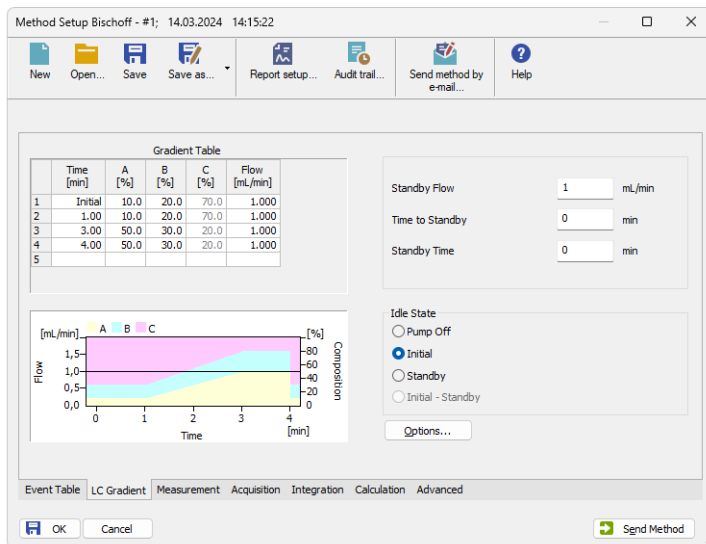 Method Setup Bischoff - #1; 14.03.2024 14:15:22
New Open... Save Save as... Report setup... Audit trail... Send method by e-mail... Help
Gradient Table
Time [min] A [%] B [%] C [%] Flow [mL/min]
1 Initial 10.0 20.0 70.0 1.000
2 1.00 10.0 20.0 70.0 1.000
3 3.00 50.0 30.0 20.0 1.000
4 4.00 50.0 30.0 20.0 1.000
5
Standby Flow 1 mL/min
Time to Standby 0 min
Standby Time 0 min
[mL/min] A B C [%]
1,5
1,0
0,5
0,0
Flow
80
60
40
20
0
Composition
0 1 2 3 4
Time [min]
Idle State
Pump Off
Initial
Standby
Initial - Standby
Options...
Event Table LC Gradient Measurement Acquisition Integration Calculation Advanced
OK Cancel Send Method